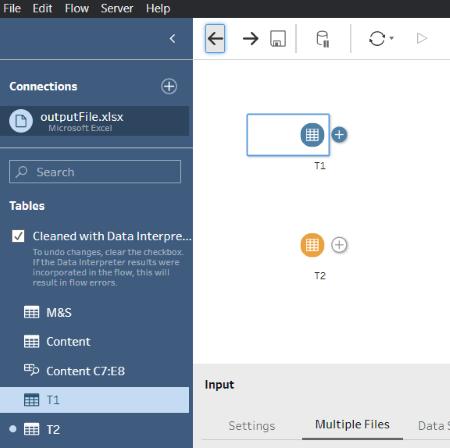 File Edit Flow Server Help
Connections
outputFile.xlsx
Microsoft Excel
Search
Tables
Cleaned with Data Interpre...
To undo changes, clear the checkbox.
If the Data Interpreter results were
incorporated in the flow, this will
result in flow errors.
M&S
Content
Content C7:E8
T1
T2
T1
T2
Input
Settings Multiple Files Data S